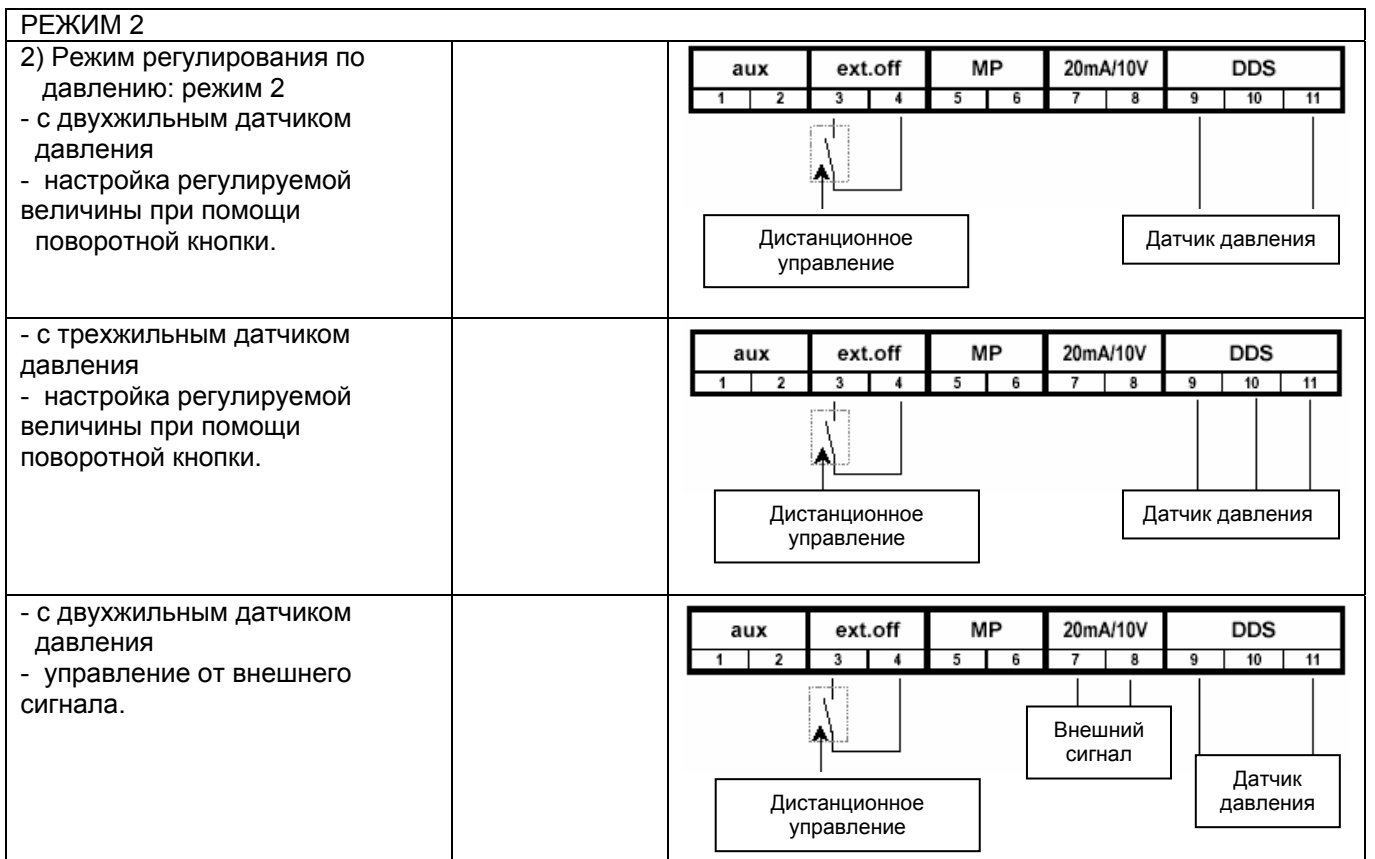 РЕЖИМ 2
2) Режим регулирования по
давлению: режим 2
- с двухжильным датчиком
давления
- настройка регулируемой
величины при помощи
поворотной кнопки.
aux ext.off MP 20mA/10V DDS
1 2 3 4 5 6 7 8 9 10 11
Дистанционное
управление
Датчик давления
- с трехжильным датчиком
давления
- настройка регулируемой
величины при помощи
поворотной кнопки.
aux ext.off MP 20mA/10V DDS
1 2 3 4 5 6 7 8 9 10 11
Дистанционное
управление
Датчик давления
- с двухжильным датчиком
давления
- управление от внешнего
сигнала.
aux ext.off MP 20mA/10V DDS
1 2 3 4 5 6 7 8 9 10 11
Внешний
сигнал
Датчик
давления
Дистанционное
управление